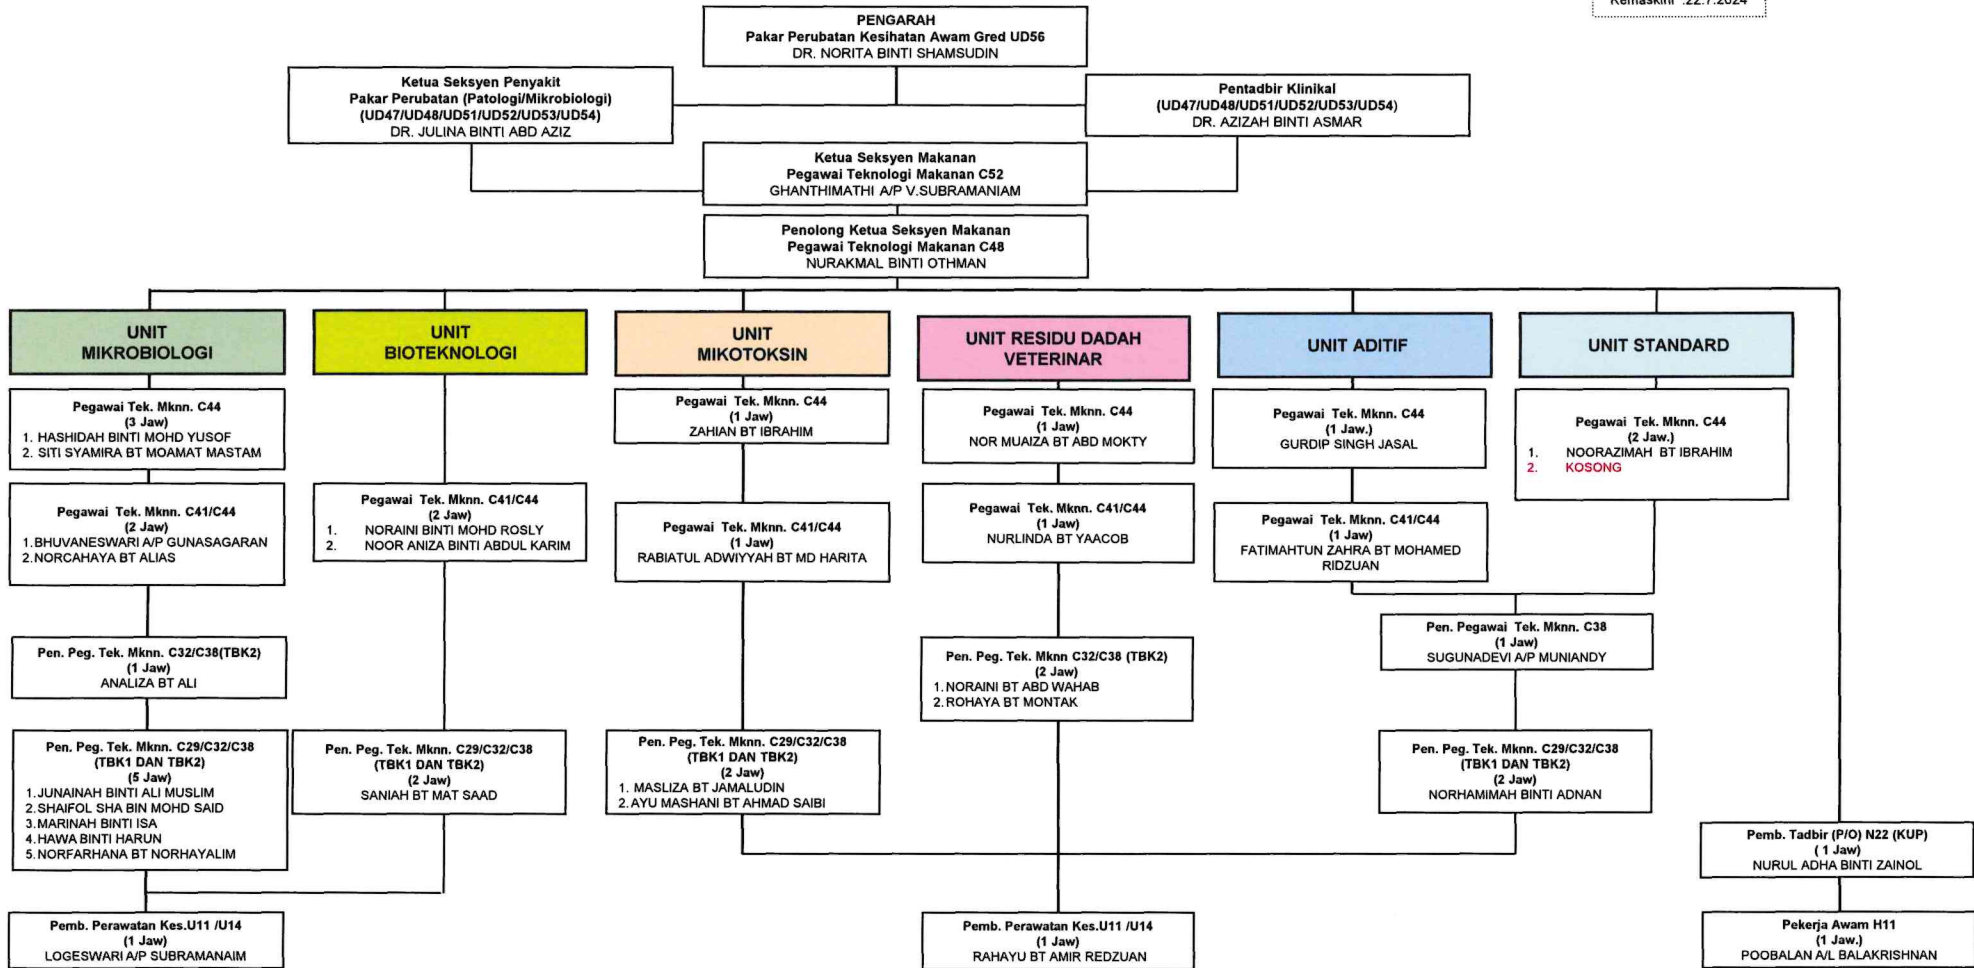 Kemaskini :22.7.2024
PENGARAH
Pakar Perubatan Kesihatan Awam Gred UD56
DR. NORITA BINTI SHAMSUDIN
Ketua Seksyen Penyakit
Pakar Perubatan (Patologi/Mikrobiologi)
(UD47/UD48/UD51/UD52/UD53/UD54)
DR. JULINA BINTI ABD AZIZ
Pentadbir Klinikal
(UD47/UD48/UD51/UD52/UD53/UD54)
DR. AZIZAH BINTI ASMAR
Ketua Seksyen Makanan
Pegawai Teknologi Makanan C52
GHANTHIMATHI A/P V.SUBRAMANIAM
Penolong Ketua Seksyen Makanan
Pegawai Teknologi Makanan C48
NURAKMAL BINTI OTHMAN
UNIT
MIKROBIOLOGI
Pegawai Tek. Mknn. C44
(3 Jaw)
1. HASHIDAH BINTI MOHD YUSOF
2. SITI SYAMIRA BT MOAMAT MASTAM
Pegawai Tek. Mknn. C41/C44
(2 Jaw)
1.BHUVANESWARI A/P GUNASAGARAN
2.NORCAHAYA BT ALIAS
Pen. Peg. Tek. Mknn. C32/C38(TBK2)
(1 Jaw)
ANALIZA BT ALI
Pen. Peg. Tek. Mknn. C29/C32/C38
(TBK1 DAN TBK2)
(5 Jaw)
1.JUNAINAH BINTI ALI MUSLIM
2.SHAIFOL SHA BIN MOHD SAID
3.MARINAH BINTI ISA
4.HAWA BINTI HARUN
5.NORFARHANA BT NORHAYALIM
Pemb. Perawatan Kes.U11 /U14
(1 Jaw)
LOGESWARI A/P SUBRAMANAIM
UNIT
BIOTEKNOLOGI
Pegawai Tek. Mknn. C41/C44
(2 Jaw)
1. NORAINI BINTI MOHD ROSLY
2. NOOR ANIZA BINTI ABDUL KARIM
Pen. Peg. Tek. Mknn. C29/C32/C38
(TBK1 DAN TBK2)
(2 Jaw)
SANIAH BT MAT SAAD
UNIT
MIKOTOKSIN
Pegawai Tek. Mknn. C44
(1 Jaw)
ZAHIAN BT IBRAHIM
Pegawai Tek. Mknn. C41/C44
(1 Jaw)
RABIATUL ADWIYYAH BT MD HARITA
Pen. Peg. Tek. Mknn. C29/C32/C38
(TBK1 DAN TBK2)
(2 Jaw)
1. MASLIZA BT JAMALUDIN
2.AYU MASHANI BT AHMAD SAIBI
UNIT RESIDU DADAH
VETERINAR
Pegawai Tek. Mknn. C44
(1 Jaw)
NOR MUAIZA BT ABD MOKTY
Pegawai Tek. Mknn. C41/C44
(1 Jaw)
NURLINDA BT YAACOB
Pen. Peg. Tek. Mknn C32/C38 (TBK2)
(2 Jaw)
1.NORAINI BT ABD WAHAB
2.ROHAYA BT MONTAK
Pemb. Perawatan Kes.U11 /U14
(1 Jaw)
RAHAYU BT AMIR REDZUAN
UNIT ADITIF
Pegawai Tek. Mknn. C44
(1 Jaw.)
GURDIP SINGH JASAL
Pegawai Tek. Mknn. C41/C44
(1 Jaw)
FATIMAHTUN ZAHRA BT MOHAMED
RIDZUAN
UNIT STANDARD
Pegawai Tek. Mknn. C44
(2 Jaw.)
1. NOORAZIMAH BT IBRAHIM
2. KOSONG
Pen. Pegawai Tek. Mknn. C38
(1 Jaw)
SUGUNADEVI A/P MUNIANDY
Pen. Peg. Tek. Mknn. C29/C32/C38
(TBK1 DAN TBK2)
(2 Jaw)
NORHAMIMAH BINTI ADNAN
Pemb. Tadbir (P/O) N22 (KUP)
( 1 Jaw)
NURUL ADHA BINTI ZAINOL
Pekerja Awam H11
(1 Jaw.)
POOBALAN A/L BALAKRISHNAN